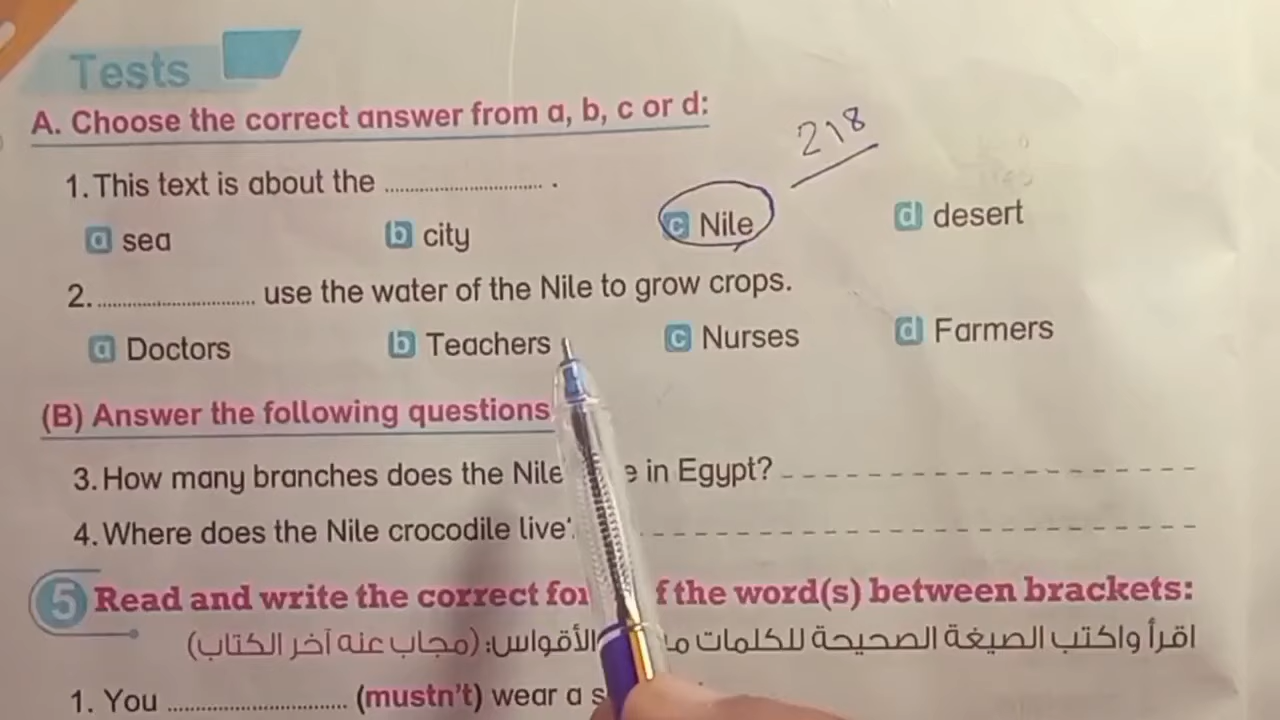 Tests
A. Choose the correct answer from a, b, c or d:
218
1. This text is about the .............................. .
a sea b city c Nile d desert
2. .............................. use the water of the Nile to grow crops.
a Doctors b Teachers c Nurses d Farmers
(B) Answer the following questions
3. How many branches does the Nile in Egypt?
4. Where does the Nile crocodile live
5 Read and write the correct the word(s) between brackets:
اقرأ واكتب الصيغة الصحيحة للكلمات الأقواس: (مجاب عنه آخر الكتاب)
1. You .............................. (mustn't) wear a